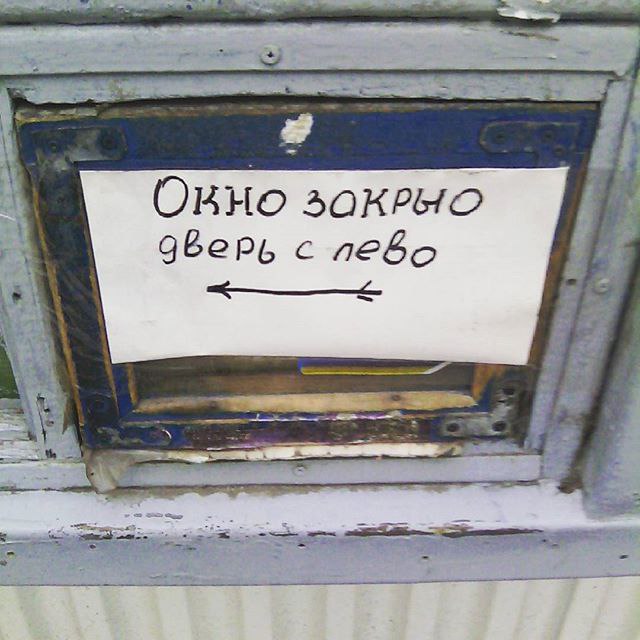 Окно закрыо
дверь с лево